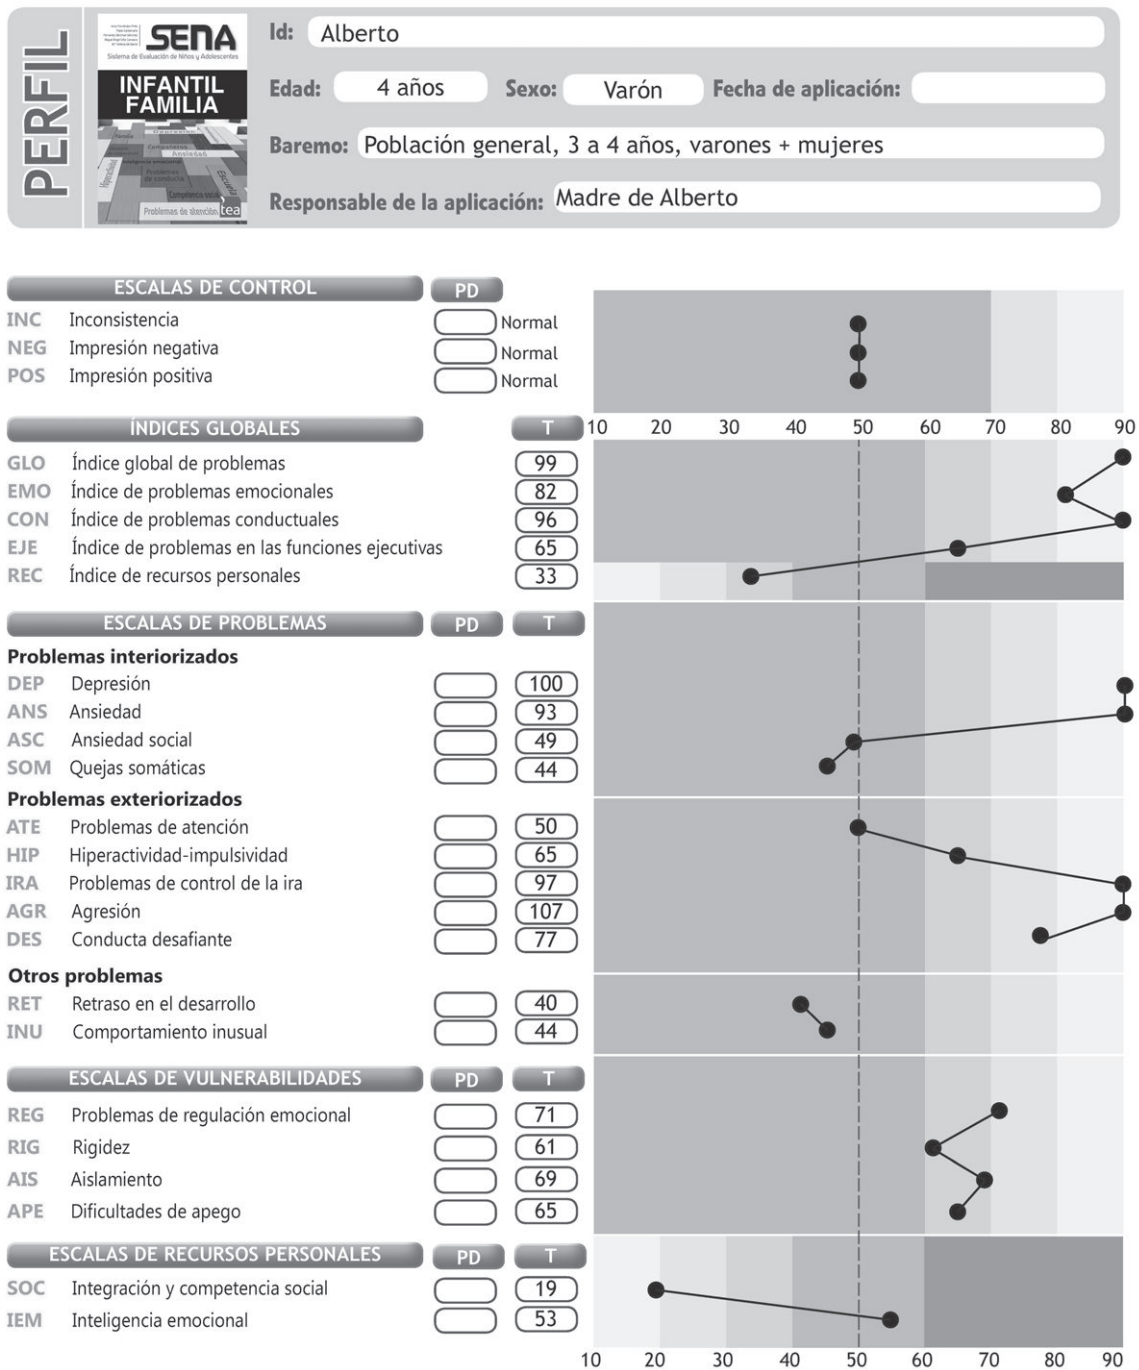 PERFIL
SENA
Sistema de Evaluación de Niños y Adolescentes
INFANTIL
FAMILIA
Ansiedad
Problemas de conducta
Escuela
Problemas de atención
tea
Id: Alberto
Edad: 4 años Sexo: Varón Fecha de aplicación:
Baremo: Población general, 3 a 4 años, varones + mujeres
Responsable de la aplicación: Madre de Alberto
ESCALAS DE CONTROL PD
INC Inconsistencia Normal
NEG Impresión negativa Normal
POS Impresión positiva Normal
ÍNDICES GLOBALES T 10 20 30 40 50 60 70 80 90
GLO Índice global de problemas 99
EMO Índice de problemas emocionales 82
CON Índice de problemas conductuales 96
EJE Índice de problemas en las funciones ejecutivas 65
REC Índice de recursos personales 33
ESCALAS DE PROBLEMAS PD T
Problemas interiorizados
DEP Depresión 100
ANS Ansiedad 93
ASC Ansiedad social 49
SOM Quejas somáticas 44
Problemas exteriorizados
ATE Problemas de atención 50
HIP Hiperactividad-impulsividad 65
IRA Problemas de control de la ira 97
AGR Agresión 107
DES Conducta desafiante 77
Otros problemas
RET Retraso en el desarrollo 40
INU Comportamiento inusual 44
ESCALAS DE VULNERABILIDADES PD T
REG Problemas de regulación emocional 71
RIG Rigidez 61
AIS Aislamiento 69
APE Dificultades de apego 65
ESCALAS DE RECURSOS PERSONALES PD T
SOC Integración y competencia social 19
IEM Inteligencia emocional 53
10 20 30 40 50 60 70 80 90